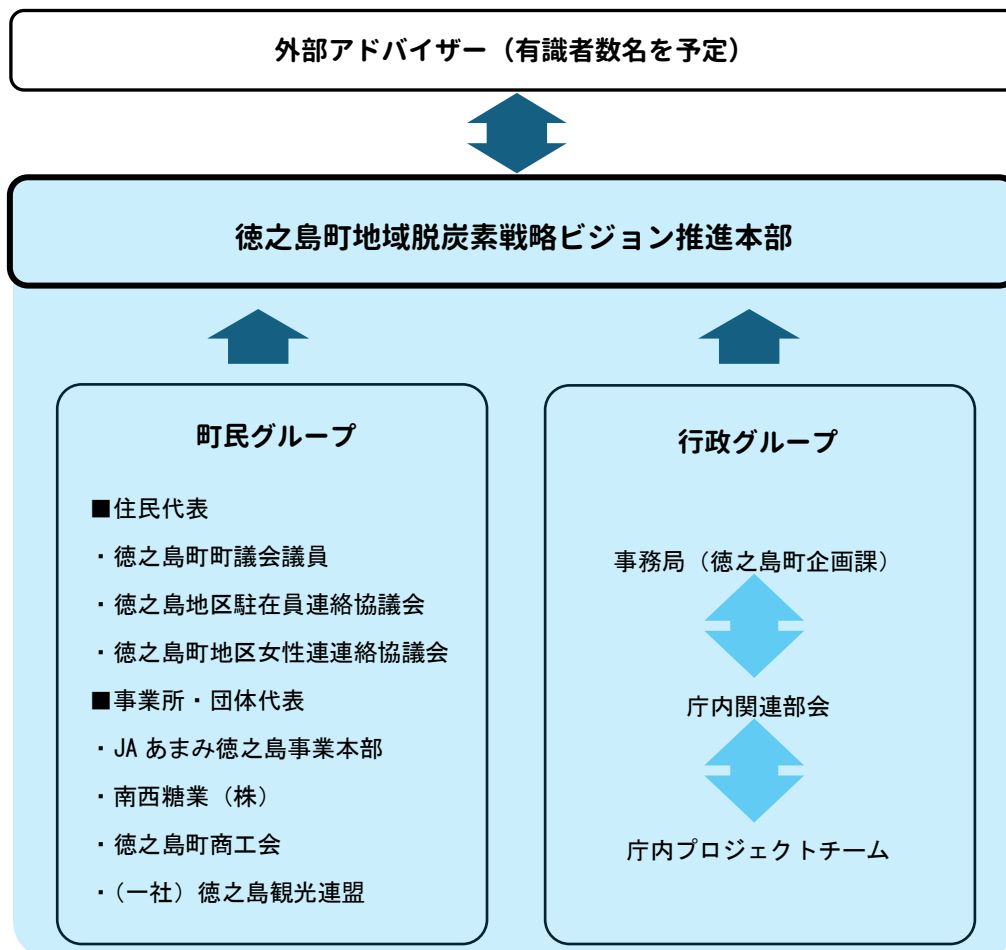 外部アドバイザー（有識者数名を予定）
徳之島町地域脱炭素戦略ビジョン推進本部
町民グループ
■住民代表
・徳之島町町議会議員
・徳之島地区駐在員連絡協議会
・徳之島町地区女性連連絡協議会
■事業所・団体代表
・JA あまみ徳之島事業本部
・南西糖業（株）
・徳之島町商工会
・（一社）徳之島観光連盟
行政グループ
事務局（徳之島町企画課）
庁内関連部会
庁内プロジェクトチーム